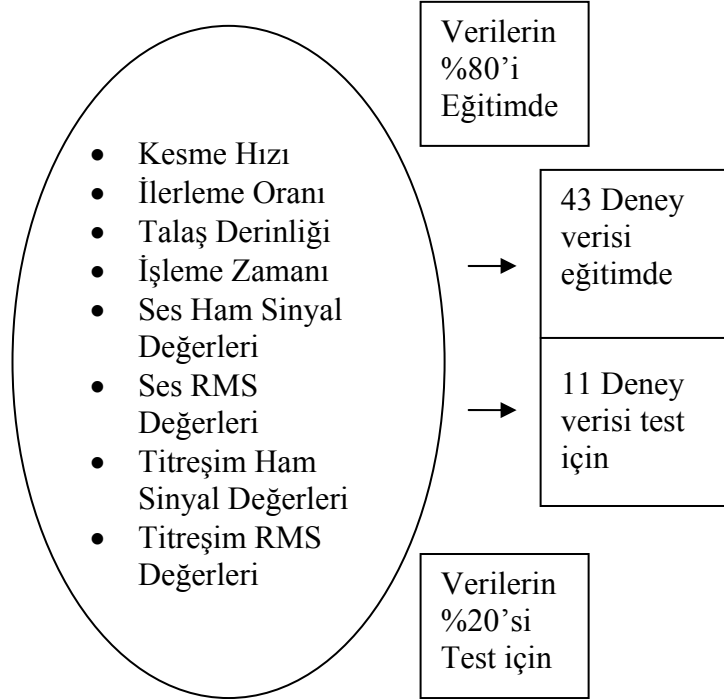 Verilerin
%80’i
Eğitimde
• Kesme Hızı
• İlerleme Oranı
• Talaş Derinliği
• İşleme Zamanı
• Ses Ham Sinyal
Değerleri
• Ses RMS
Değerleri
• Titreşim Ham
Sinyal Değerleri
• Titreşim RMS
Değerleri
43 Deney
verisi
eğitimde
11 Deney
verisi test
için
Verilerin
%20’si
Test için